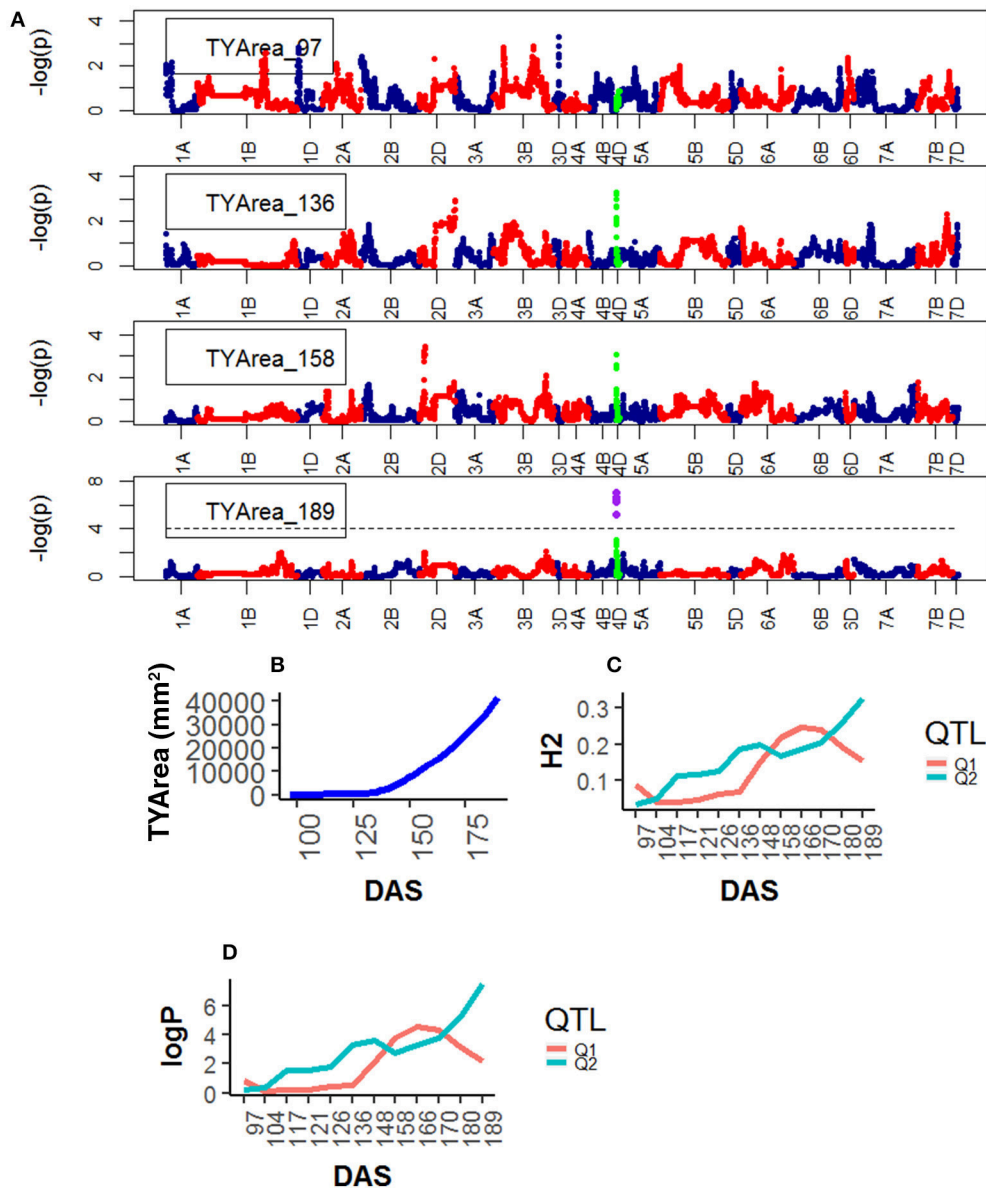 A
-log(p)
4
2
0
TYArea_97
1A 1B 1D 2A 2B 2D 3A 3B 3D 4A 4B 4D 5A 5B 5D 6A 6B 6D 7A 7B 7D
-log(p)
4
2
0
TYArea_136
1A 1B 1D 2A 2B 2D 3A 3B 3D 4A 4B 4D 5A 5B 5D 6A 6B 6D 7A 7B 7D
-log(p)
4
2
0
TYArea_158
1A 1B 1D 2A 2B 2D 3A 3B 3D 4A 4B 4D 5A 5B 5D 6A 6B 6D 7A 7B 7D
-log(p)
8
4
0
TYArea_189
1A 1B 1D 2A 2B 2D 3A 3B 3D 4A 4B 4D 5A 5B 5D 6A 6B 6D 7A 7B 7D
B
TYArea (mm²)
40000
30000
20000
10000
0
100 125 150 175
DAS
C
H2
0.3
0.2
0.1
97 104 117 121 126 136 148 158 166 170 180 189
DAS
QTL
Q1
Q2
D
logP
6
4
2
0
97 104 117 121 126 136 148 158 166 170 180 189
DAS
QTL
Q1
Q2